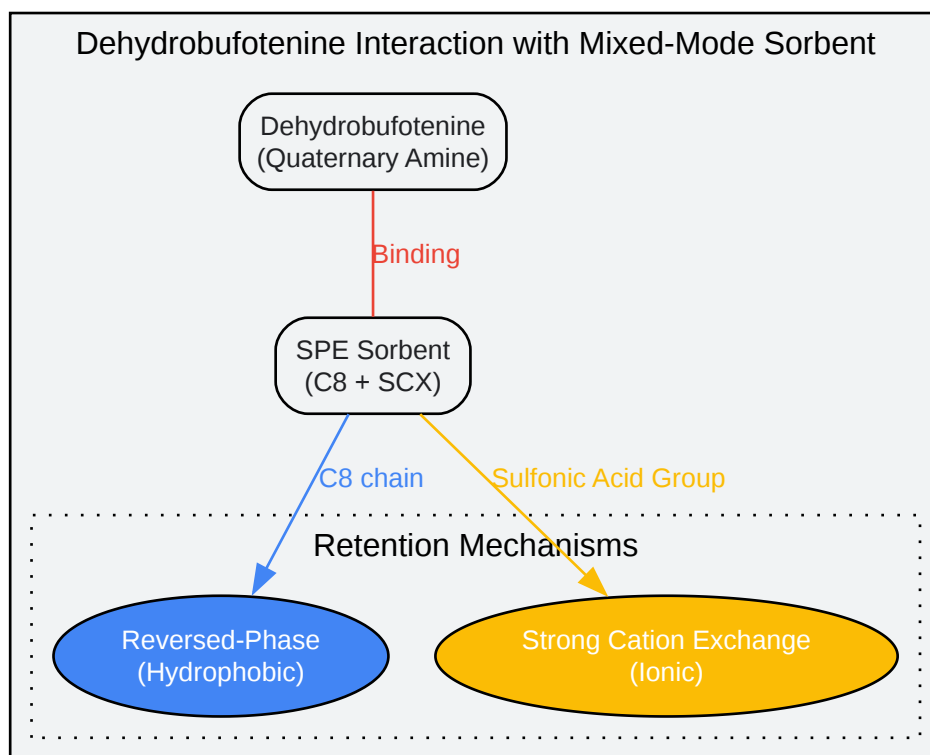 Dehydrobufotenine Interaction with Mixed-Mode Sorbent
Dehydrobufotenine
(Quaternary Amine)
Binding
SPE Sorbent
(C8 + SCX)
C8 chain
Sulfonic Acid Group
Retention Mechanisms
Reversed-Phase
(Hydrophobic)
Strong Cation Exchange
(Ionic)